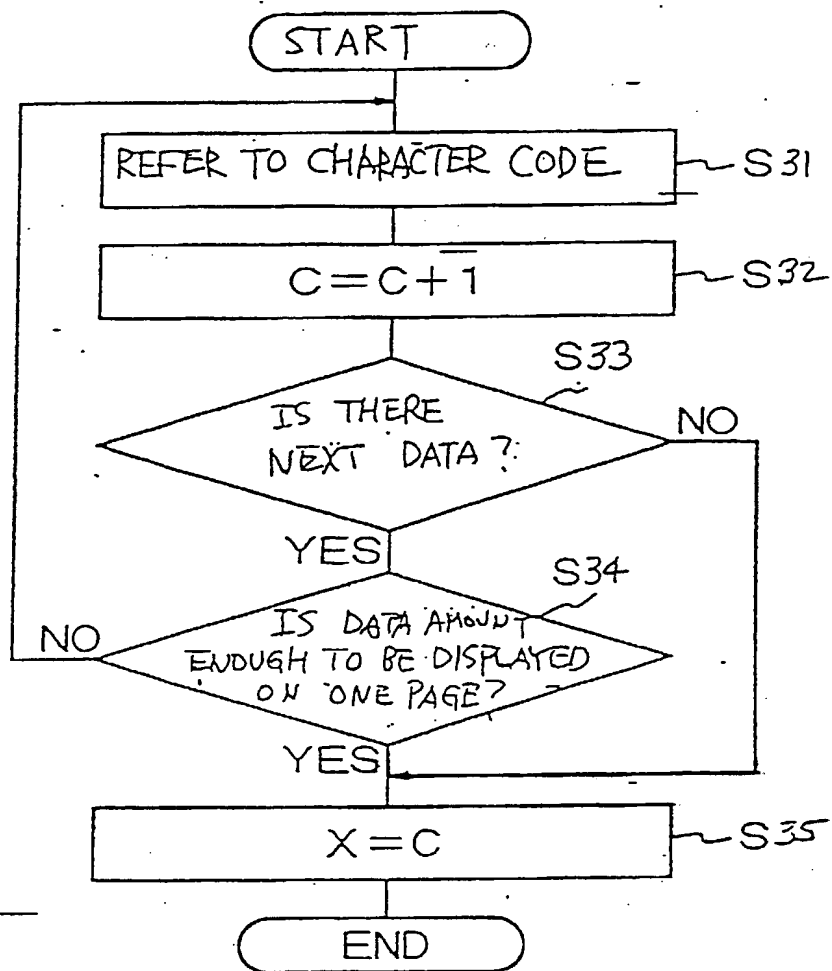 START
REFER TO CHARACTER CODE
S31
C=C+1
S32
S33
IS THERE
NEXT DATA?
NO
YES
S34
IS DATA AMOUNT
ENOUGH TO BE DISPLAYED
ON ONE PAGE?
NO
YES
X=C
S35
END